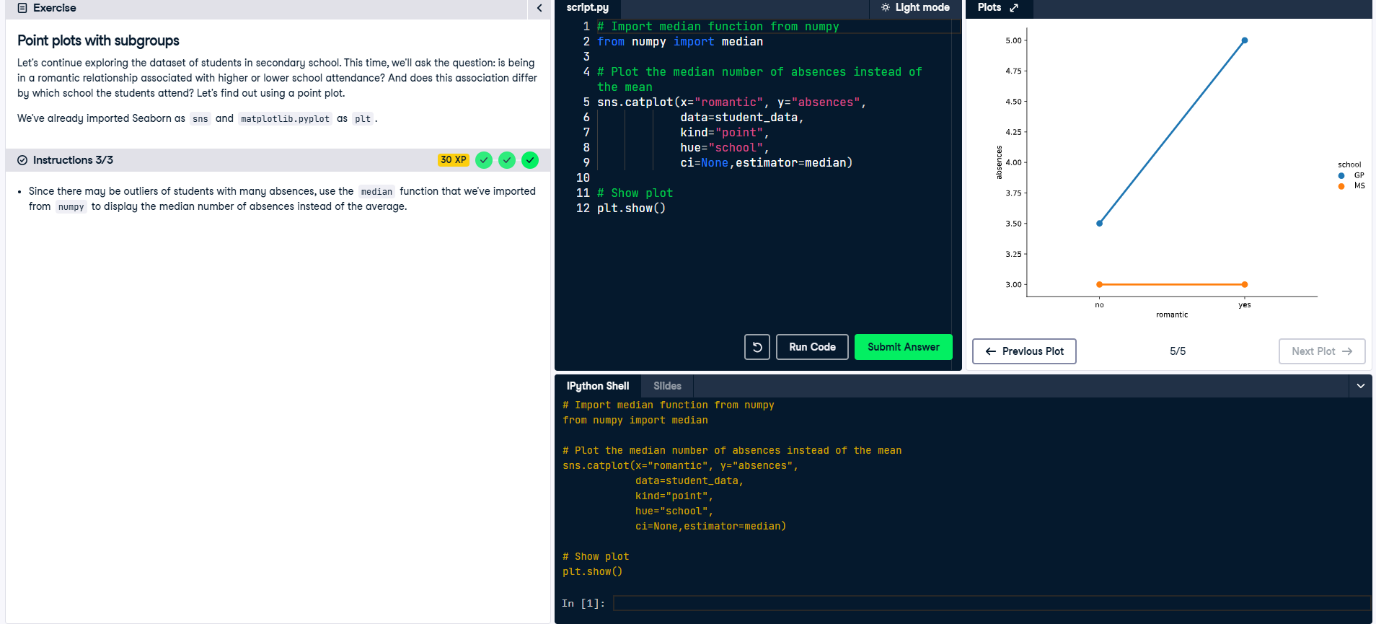 Exercise
Point plots with subgroups
Let's continue exploring the dataset of students in secondary school. This time, we'll ask the question: is being
in a romantic relationship associated with higher or lower school attendance? And does this association differ
by which school the students attend? Let's find out using a point plot.
We've already imported Seaborn as sns and matplotlib.pyplot as plt.
Instructions 3/3
30 XP
• Since there may be outliers of students with many absences, use the median function that we've imported
from numpy to display the median number of absences instead of the average.
script.py
Light mode
1 # Import median function from numpy
2 from numpy import median
3
4 # Plot the median number of absences instead of
the mean
5 sns.catplot(x="romantic", y="absences",
6 data=student_data,
7 kind="point",
8 hue="school",
9 ci=None,estimator=median)
10
11 # Show plot
12 plt.show()
Run Code
Submit Answer
Plots
5.00
4.75
4.50
4.25
4.00
3.75
3.50
3.25
3.00
absences
no
yes
romantic
school
GP
MS
← Previous Plot
5/5
Next Plot →
IPython Shell
Slides
# Import median function from numpy
from numpy import median
# Plot the median number of absences instead of the mean
sns.catplot(x="romantic", y="absences",
data=student_data,
kind="point",
hue="school",
ci=None,estimator=median)
# Show plot
plt.show()
In [1]: